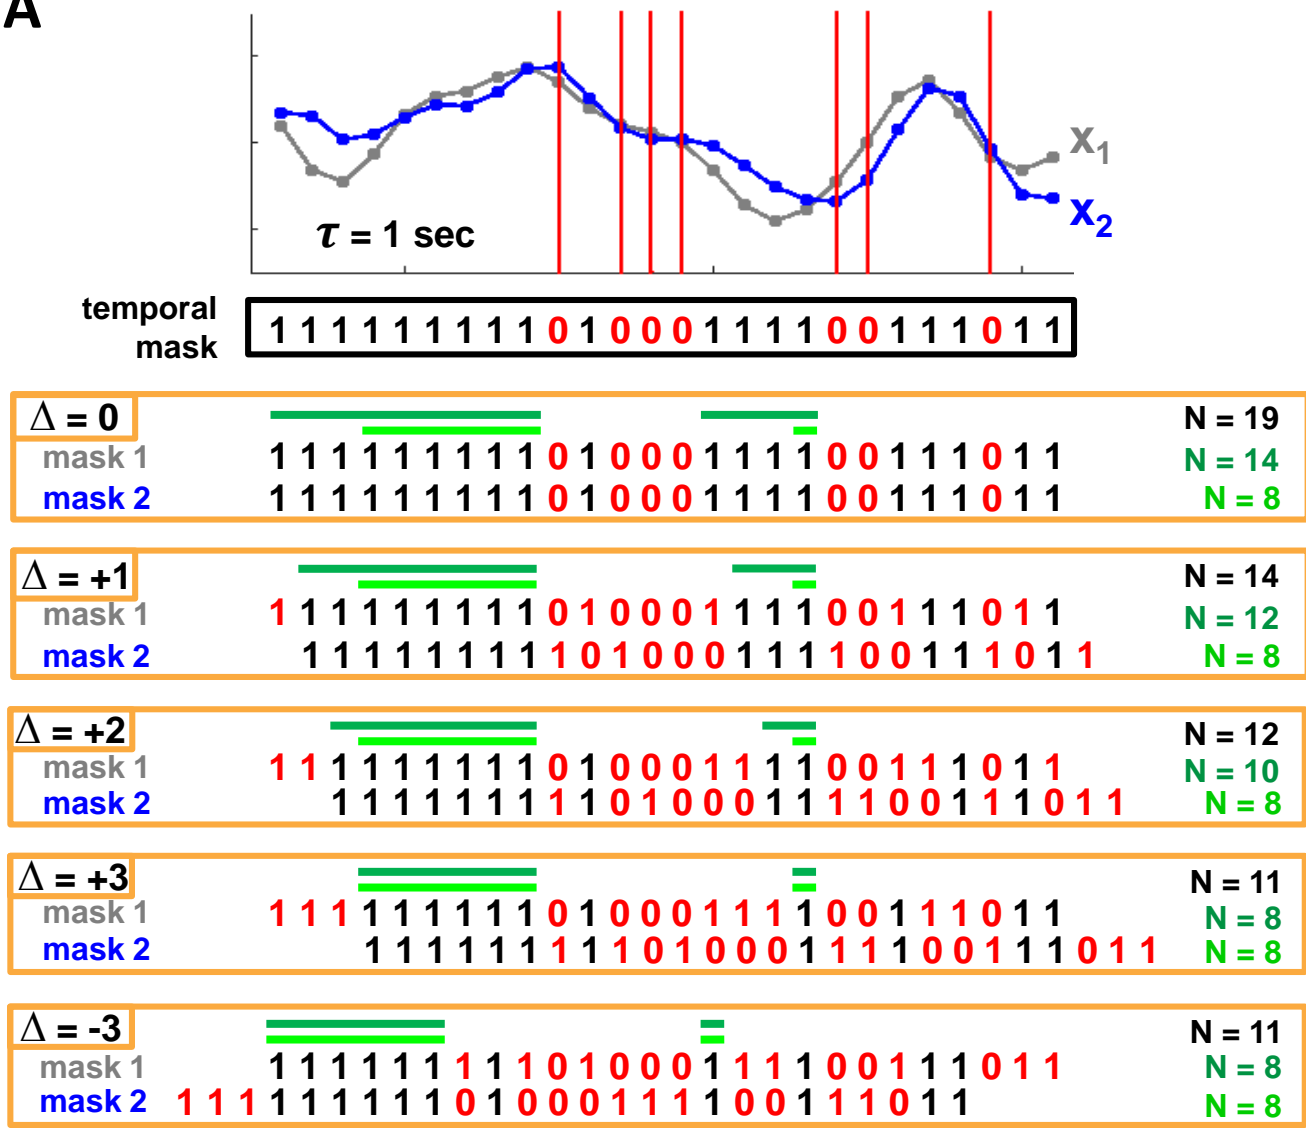 A
X₁
X₂
τ = 1 sec
temporal
mask
1 1 1 1 1 1 1 1 1 0 1 0 0 0 1 1 1 1 0 0 1 1 1 0 1 1
Δ = 0
N = 19
mask 1 1 1 1 1 1 1 1 1 1 0 1 0 0 0 1 1 1 1 0 0 1 1 1 0 1 1 N = 14
mask 2 1 1 1 1 1 1 1 1 1 0 1 0 0 0 1 1 1 1 0 0 1 1 1 0 1 1 N = 8
Δ = +1
N = 14
mask 1 1 1 1 1 1 1 1 1 1 0 1 0 0 0 1 1 1 1 0 0 1 1 1 0 1 1 N = 12
mask 2 1 1 1 1 1 1 1 1 1 0 1 0 0 0 1 1 1 1 0 0 1 1 1 0 1 1 N = 8
Δ = +2
N = 12
mask 1 1 1 1 1 1 1 1 1 1 0 1 0 0 0 1 1 1 1 0 0 1 1 1 0 1 1 N = 10
mask 2 1 1 1 1 1 1 1 1 1 0 1 0 0 0 1 1 1 1 0 0 1 1 1 0 1 1 N = 8
Δ = +3
N = 11
mask 1 1 1 1 1 1 1 1 1 1 0 1 0 0 0 1 1 1 1 0 0 1 1 1 0 1 1 N = 8
mask 2 1 1 1 1 1 1 1 1 1 0 1 0 0 0 1 1 1 1 0 0 1 1 1 0 1 1 N = 8
Δ = -3
N = 11
mask 1 1 1 1 1 1 1 1 1 1 0 1 0 0 0 1 1 1 1 0 0 1 1 1 0 1 1 N = 8
mask 2 1 1 1 1 1 1 1 1 1 0 1 0 0 0 1 1 1 1 0 0 1 1 1 0 1 1 N = 8